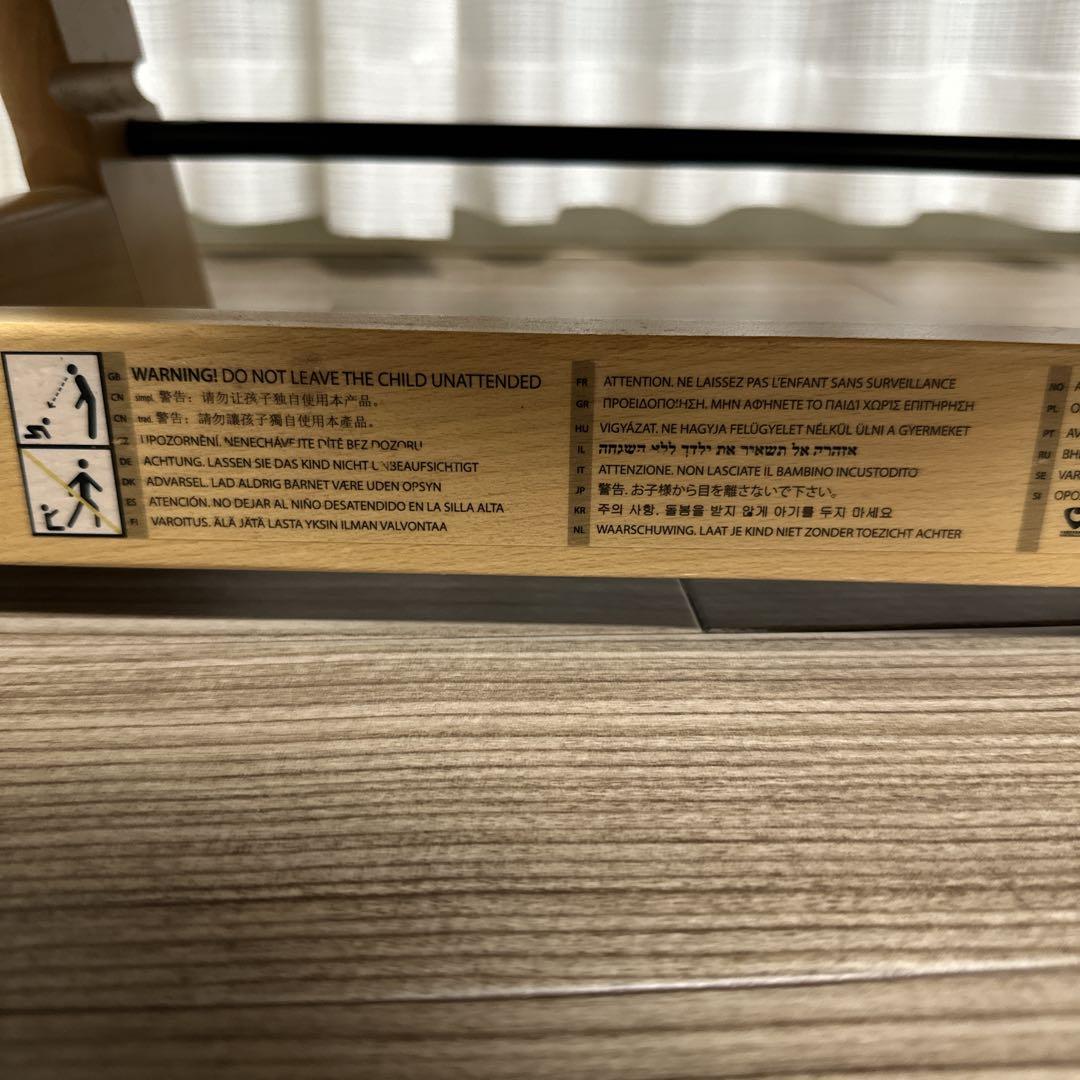 GB WARNING! DO NOT LEAVE THE CHILD UNATTENDED
CN simpl. 警告：请勿让孩子独自使用本产品。
CN trad. 警告：請勿讓孩子獨自使用本產品。
CZ UPOZORNĚNÍ. NENECHÁVEJTE DÍTĚ BEZ DOZORU
DE ACHTUNG. LASSEN SIE DAS KIND NICHT UNBEAUFSICHTIGT
DK ADVARSEL. LAD ALDRIG BARNET VÆRE UDEN OPSYN
ES ATENCIÓN. NO DEJAR AL NIÑO DESATENDIDO EN LA SILLA ALTA
FI VAROITUS. ÄLÄ JÄTÄ LASTA YKSIN ILMAN VALVONTAA
FR ATTENTION. NE LAISSEZ PAS L'ENFANT SANS SURVEILLANCE
GR ΠΡΟΕΙΔΟΠΟΙΗΣΗ. ΜΗΝ ΑΦΉΝΕΤΕ ΤΟ ΠΑΙΔΊ ΧΩΡΊΣ ΕΠΙΤΉΡΗΣΗ
HU VIGYÁZAT. NE HAGYJA FELÜGYELET NÉLKÜL ÜLNI A GYERMEKET
IL אזהרה אל תשאיר את ילדך ללא השגחה
IT ATTENZIONE. NON LASCIATE IL BAMBINO INCUSTODITO
JP 警告. お子様から目を離さないで下さい。
KR 주의 사항. 돌봄을 받지 않게 아기를 두지 마세요
NL WAARSCHUWING. LAAT JE KIND NIET ZONDER TOEZICHT ACHTER
NO
PL
PT
RU
SE
SI